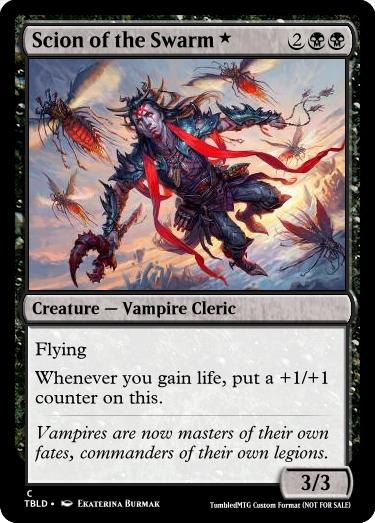 Scion of the Swarm ★ 2
Creature — Vampire Cleric
Flying
Whenever you gain life, put a +1/+1
counter on this.
Vampires are now masters of their own
fates, commanders of their own legions.
3/3
C
TBLD • Ekaterina Burmak
TumbledMTG Custom Format (NOT FOR SALE)